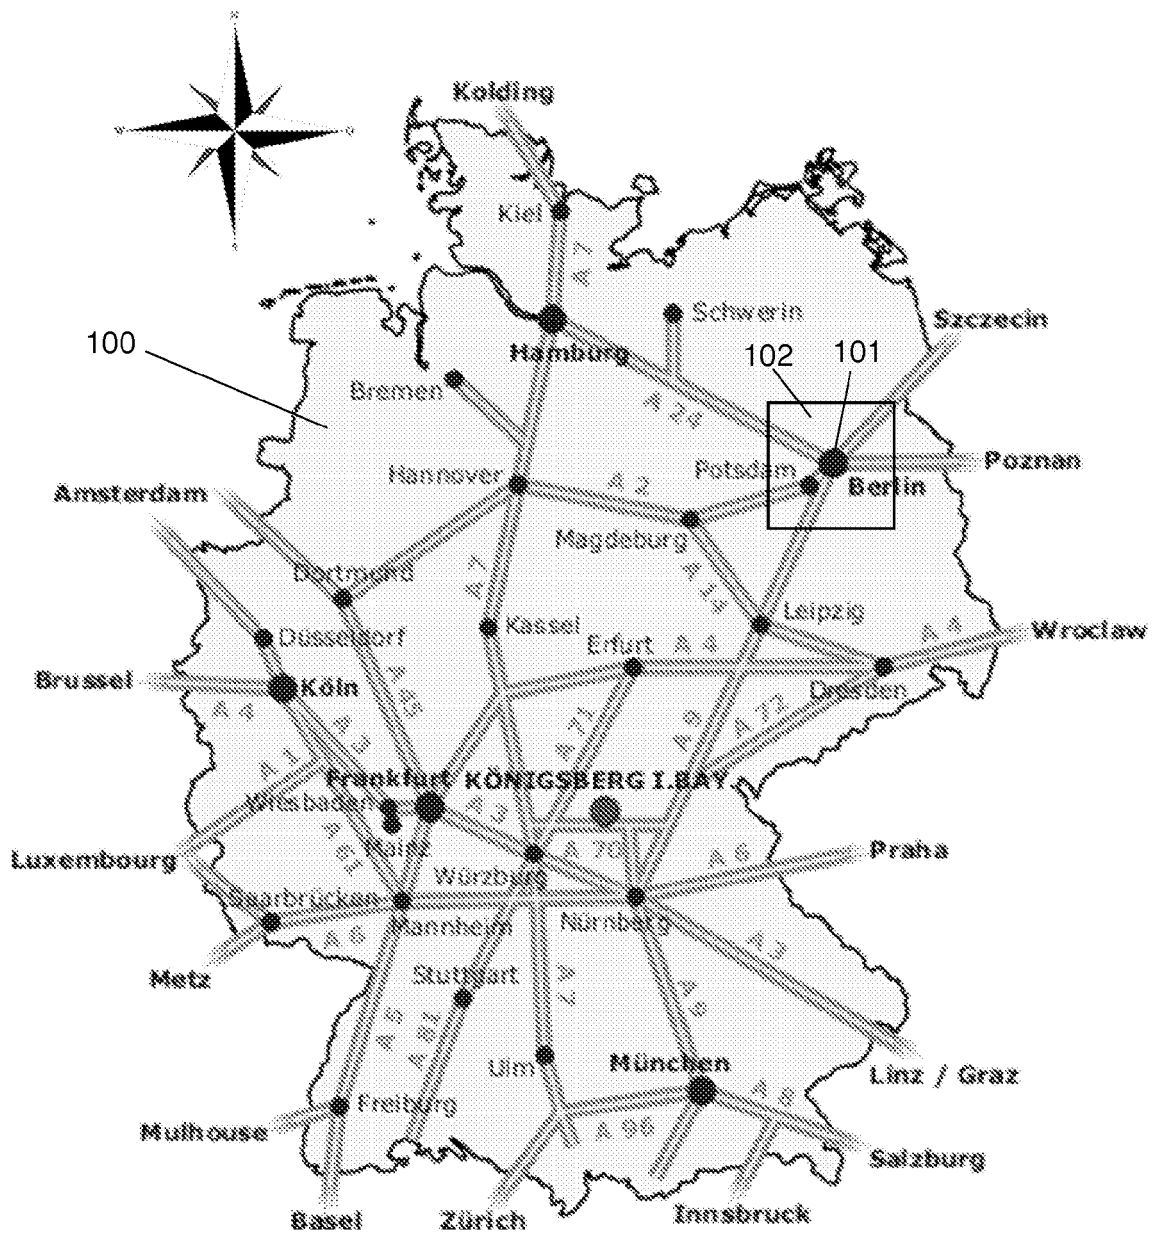 N
W
O
S
Kolding
Kiel
A 7
Schwerin
Szczecin
Hamburg
100
102
101
Bremen
A 24
Hannover
A 2
Potsdam
Poznan
Berlin
Amsterdam
Magdeburg
Dortmund
A 7
A 14
Leipzig
Düsseldorf
Kassel
Erfurt
A 4
A 4
Wroclaw
Brussel
Köln
A 45
Dresden
A 4
A 3
A 71
A 9
A 72
A 1
Frankfurt
KÖNIGSBERG I.BAY.
Wiesbaden
A 3
Mainz
A 61
A 70
A 6
Praha
Luxembourg
Würzburg
Saarbrücken
Mannheim
Nürnberg
A 6
A 3
Metz
Stuttgart
A 7
A 9
A 5
A 81
Ulm
München
Linz / Graz
A 8
Freiburg
Mulhouse
A 96
Salzburg
Basel
Zürich
Innsbruck